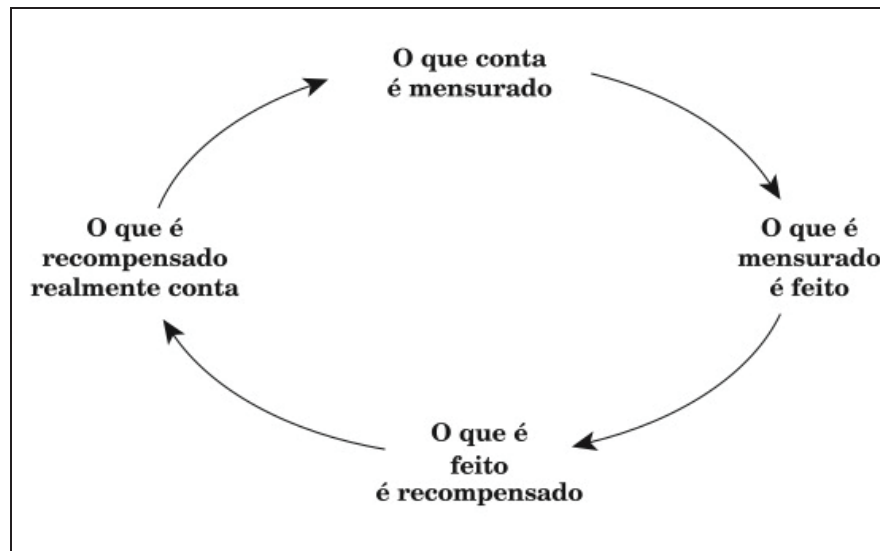 O que conta
é mensurado
O que é
mensurado
é feito
O que é
feito
é recompensado
O que é
recompensado
realmente conta